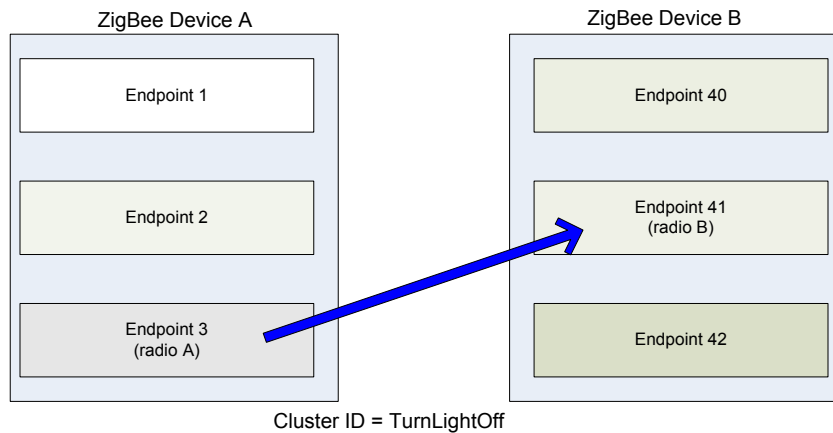 ZigBee Device A
Endpoint 1
Endpoint 2
Endpoint 3
(radio A)
ZigBee Device B
Endpoint 40
Endpoint 41
(radio B)
Endpoint 42
Cluster ID = TurnLightOff